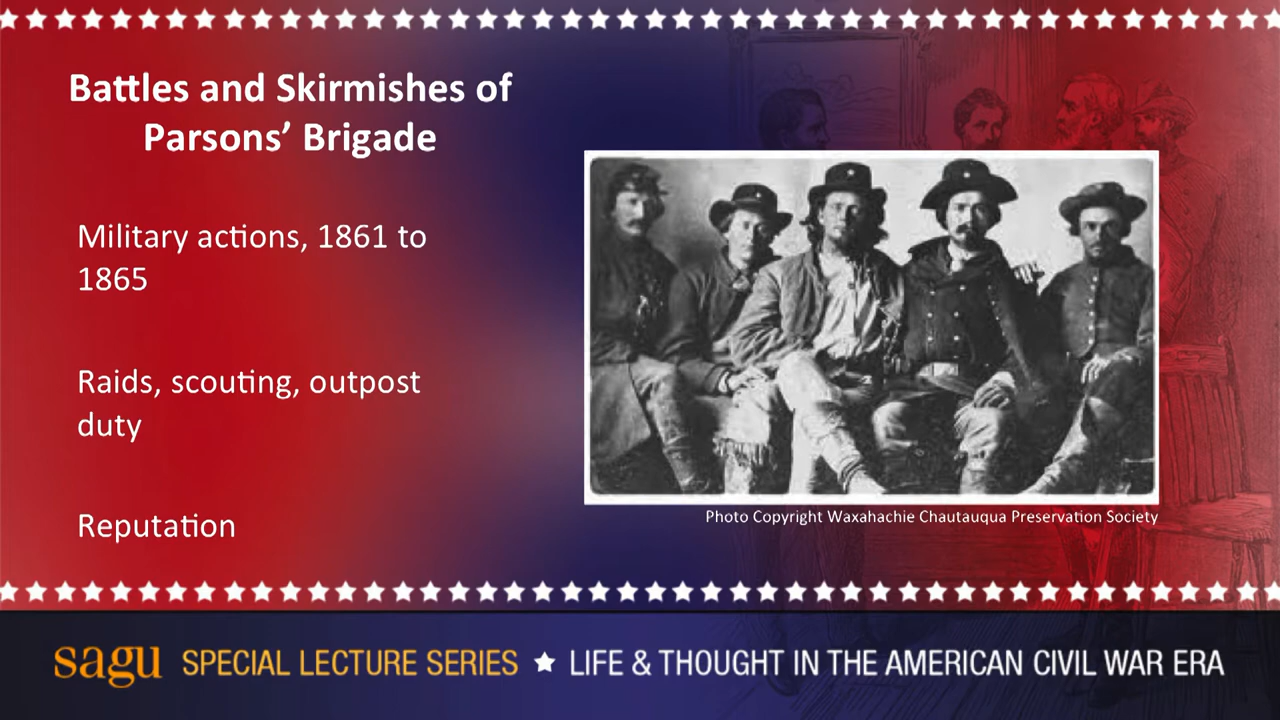 Battles and Skirmishes of
Parsons’ Brigade
Military actions, 1861 to
1865
Raids, scouting, outpost
duty
Reputation
Photo Copyright Waxahachie Chautauqua Preservation Society
sagu SPECIAL LECTURE SERIES ★ LIFE & THOUGHT IN THE AMERICAN CIVIL WAR ERA